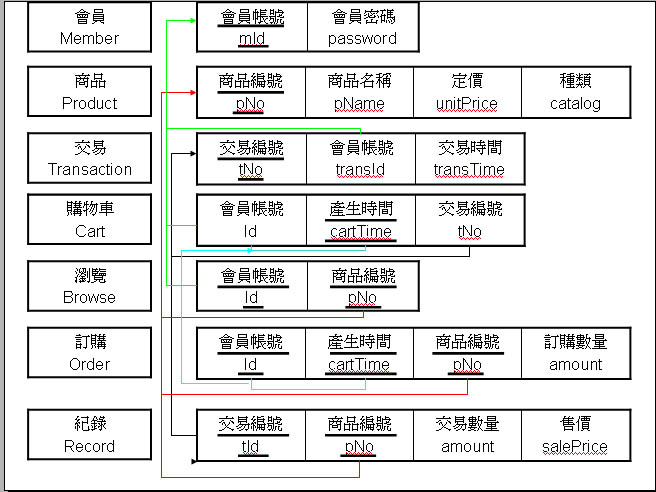 會員 會員帳號 會員密碼
Member mId password
商品 商品編號 商品名稱 定價 種類
Product pNo pName unitPrice catalog
交易 交易編號 會員帳號 交易時間
Transaction tNo transId transTime
購物車 會員帳號 產生時間 交易編號
Cart Id cartTime tNo
瀏覽 會員帳號 商品編號
Browse Id pNo
訂購 會員帳號 產生時間 商品編號 訂購數量
Order Id cartTime pNo amount
紀錄 交易編號 商品編號 交易數量 售價
Record tId pNo amount salePrice